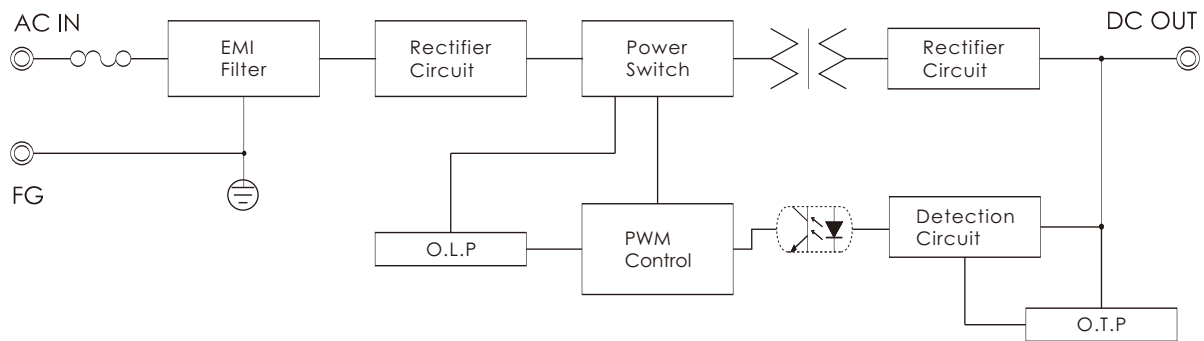 AC IN
DC OUT
EMI
Filter
Rectifier
Circuit
Power
Switch
Rectifier
Circuit
FG
O.L.P
PWM
Control
Detection
Circuit
O.T.P